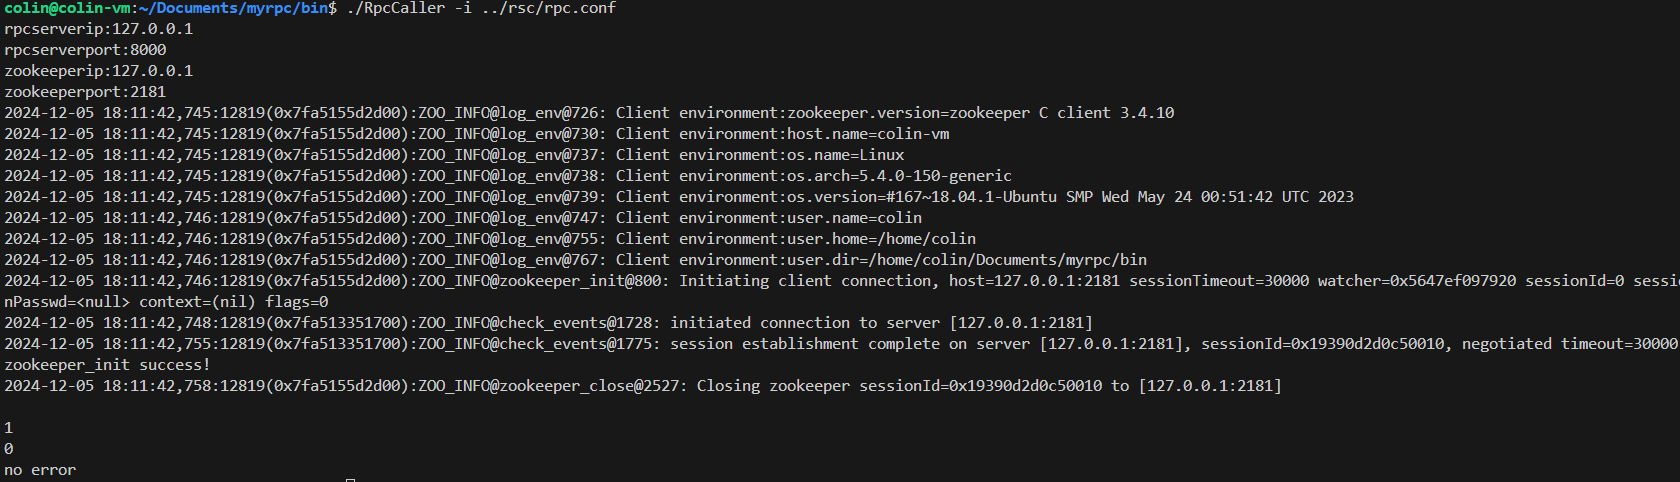 colin@colin-vm:~/Documents/myrpc/bin$ ./RpcCaller -i ../rsc/rpc.conf
rpcserverip:127.0.0.1
rpcserverport:8000
zookeeperip:127.0.0.1
zookeeperport:2181
2024-12-05 18:11:42,745:12819(0x7fa5155d2d00):ZOO_INFO@log_env@726: Client environment:zookeeper.version=zookeeper C client 3.4.10
2024-12-05 18:11:42,745:12819(0x7fa5155d2d00):ZOO_INFO@log_env@730: Client environment:host.name=colin-vm
2024-12-05 18:11:42,745:12819(0x7fa5155d2d00):ZOO_INFO@log_env@737: Client environment:os.name=Linux
2024-12-05 18:11:42,745:12819(0x7fa5155d2d00):ZOO_INFO@log_env@738: Client environment:os.arch=5.4.0-150-generic
2024-12-05 18:11:42,745:12819(0x7fa5155d2d00):ZOO_INFO@log_env@739: Client environment:os.version=#167~18.04.1-Ubuntu SMP Wed May 24 00:51:42 UTC 2023
2024-12-05 18:11:42,746:12819(0x7fa5155d2d00):ZOO_INFO@log_env@747: Client environment:user.name=colin
2024-12-05 18:11:42,746:12819(0x7fa5155d2d00):ZOO_INFO@log_env@755: Client environment:user.home=/home/colin
2024-12-05 18:11:42,746:12819(0x7fa5155d2d00):ZOO_INFO@log_env@767: Client environment:user.dir=/home/colin/Documents/myrpc/bin
2024-12-05 18:11:42,746:12819(0x7fa5155d2d00):ZOO_INFO@zookeeper_init@800: Initiating client connection, host=127.0.0.1:2181 sessionTimeout=30000 watcher=0x5647ef097920 sessionId=0 sessio
nPasswd=<null> context=(nil) flags=0
2024-12-05 18:11:42,748:12819(0x7fa513351700):ZOO_INFO@check_events@1728: initiated connection to server [127.0.0.1:2181]
2024-12-05 18:11:42,755:12819(0x7fa513351700):ZOO_INFO@check_events@1775: session establishment complete on server [127.0.0.1:2181], sessionId=0x19390d2d0c50010, negotiated timeout=30000
zookeeper_init success!
2024-12-05 18:11:42,758:12819(0x7fa5155d2d00):ZOO_INFO@zookeeper_close@2527: Closing zookeeper sessionId=0x19390d2d0c50010 to [127.0.0.1:2181]
1
0
no error